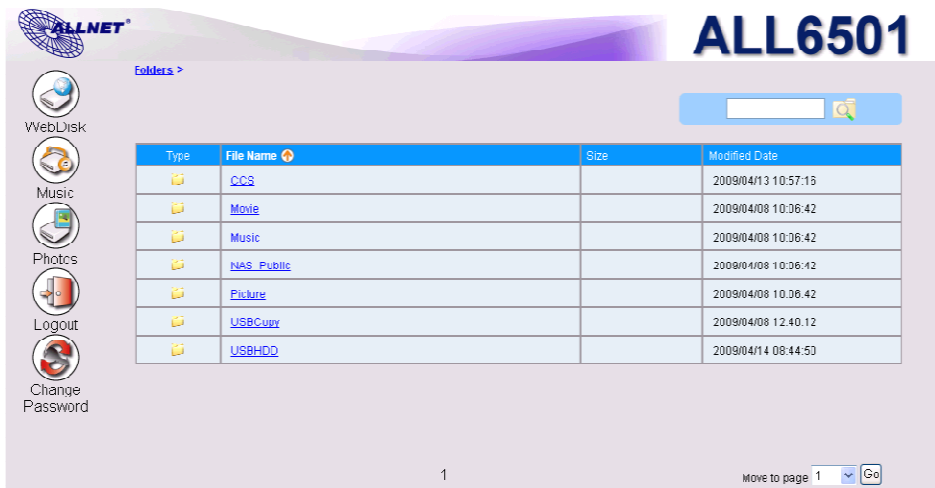 ALLNET®
ALL6501
Folders >
WebDisk
Music
Photos
Logout
Change
Password
Type File Name Size Modified Date
CCS 2009/04/13 10:57:16
Movie 2009/04/08 10:06:42
Music 2009/04/08 10:06:42
NAS_Public 2009/04/08 10:06:42
Picture 2009/04/08 10:06:42
USBCopy 2009/04/08 12:40:12
USBHDD 2009/04/14 08:44:50
1
Move to page 1 Go